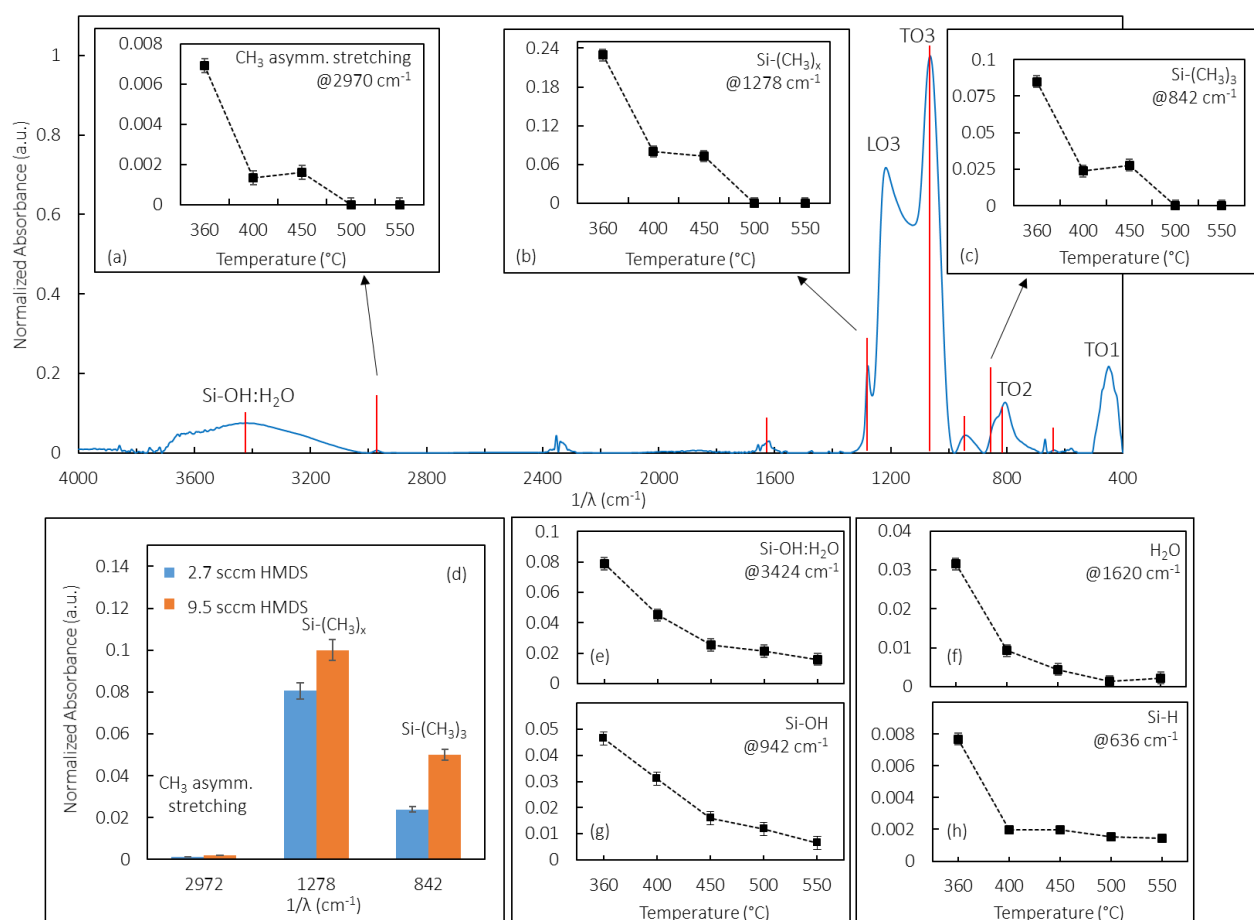 Normalized Absorbance (a.u.)
1
0.8
0.6
0.4
0.2
0
4000
3600
3200
2800
2400
2000
1600
1200
800
400
1/λ (cm⁻¹)
Si-OH:H₂O
LO3
TO3
TO2
TO1
0.008
0.006
0.004
0.002
0
CH₃ asymm. stretching
@2970 cm⁻¹
360 400 450 500 550
(a)
Temperature (°C)
0.24
0.18
0.12
0.06
0
Si-(CH₃)ₓ
@1278 cm⁻¹
360 400 450 500 550
(b)
Temperature (°C)
0.1
0.075
0.05
0.025
0
Si-(CH₃)₃
@842 cm⁻¹
360 400 450 500 550
(c)
Temperature (°C)
Normalized Absorbance (a.u.)
0.14
0.12
0.1
0.08
0.06
0.04
0.02
0
2.7 sccm HMDS
9.5 sccm HMDS
(d)
Si-(CH₃)ₓ
Si-(CH₃)₃
CH₃ asymm.
stretching
2972 1278 842
1/λ (cm⁻¹)
0.1
0.08
0.06
0.04
0.02
0
Si-OH:H₂O
@3424 cm⁻¹
(e)
0.04
0.03
0.02
0.01
0
H₂O
@1620 cm⁻¹
(f)
0.05
0.04
0.03
0.02
0.01
0
Si-OH
@942 cm⁻¹
(g)
360 400 450 500 550
Temperature (°C)
0.008
0.006
0.004
0.002
0
Si-H
@636 cm⁻¹
(h)
360 400 450 500 550
Temperature (°C)